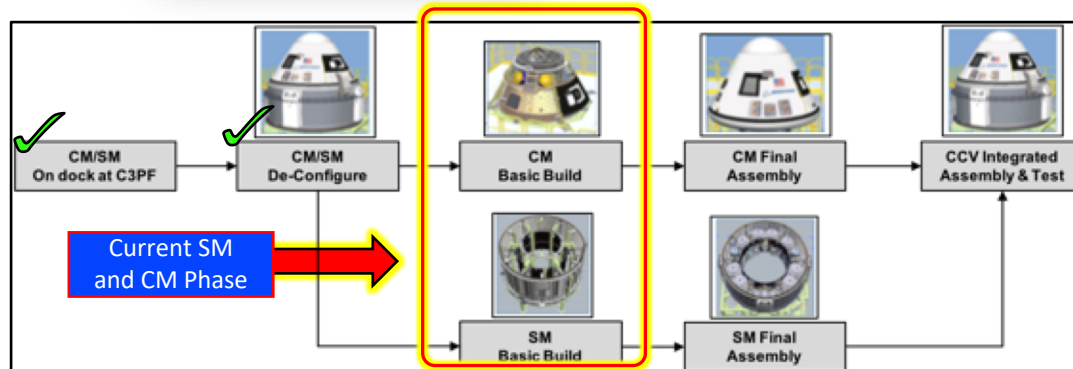 CM/SM
On dock at C3PF
CM/SM
De-Configure
CM
Basic Build
CM Final
Assembly
CCV Integrated
Assembly & Test
Current SM
and CM Phase
SM
Basic Build
SM Final
Assembly